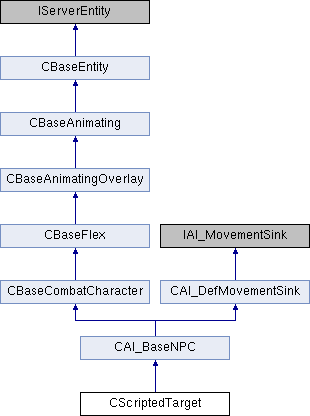 IServerEntity
CBaseEntity
CBaseAnimating
CBaseAnimatingOverlay
CBaseFlex
IAI_MovementSink
CBaseCombatCharacter
CAI_DefMovementSink
CAI_BaseNPC
CScriptedTarget